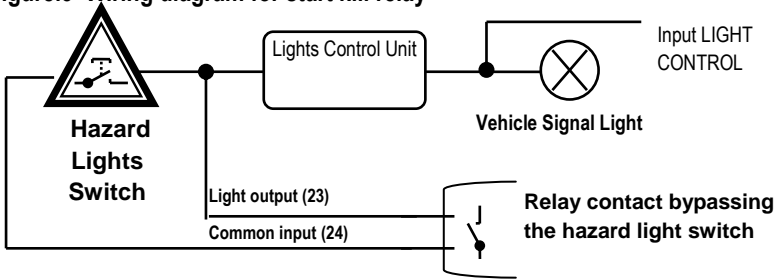 Wiring diagram for start kill relay
Lights Control Unit
Input LIGHT
CONTROL
Vehicle Signal Light
Hazard
Lights
Switch
Light output (23)
Common input (24)
Relay contact bypassing
the hazard light switch